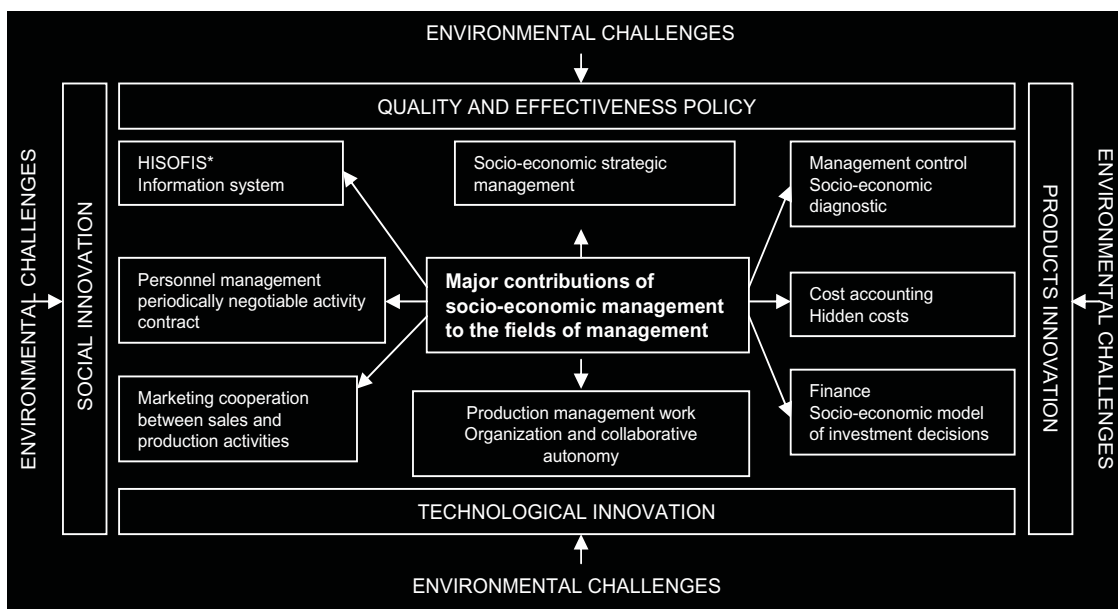 ENVIRONMENTAL CHALLENGES
QUALITY AND EFFECTIVENESS POLICY
ENVIRONMENTAL CHALLENGES
SOCIAL INNOVATION
HISOFIS*
Information system
Socio-economic strategic
management
Management control
Socio-economic
diagnostic
Personnel management
periodically negotiable activity
contract
Major contributions of
socio-economic management
to the fields of management
Cost accounting
Hidden costs
Marketing cooperation
between sales and
production activities
Production management work
Organization and collaborative
autonomy
Finance
Socio-economic model
of investment decisions
PRODUCTS INNOVATION
ENVIRONMENTAL CHALLENGES
TECHNOLOGICAL INNOVATION
ENVIRONMENTAL CHALLENGES